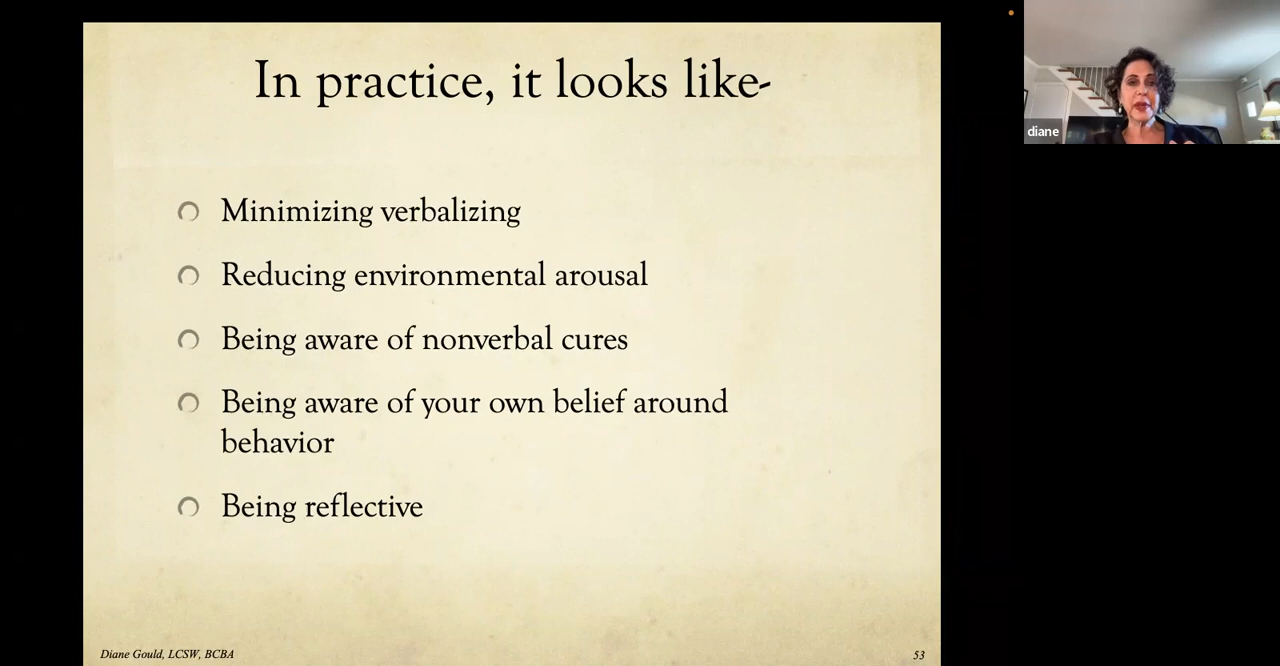 In practice, it looks like-
Minimizing verbalizing
Reducing environmental arousal
Being aware of nonverbal cures
Being aware of your own belief around
behavior
Being reflective
Diane Gould, LCSW, BCBA
53
diane